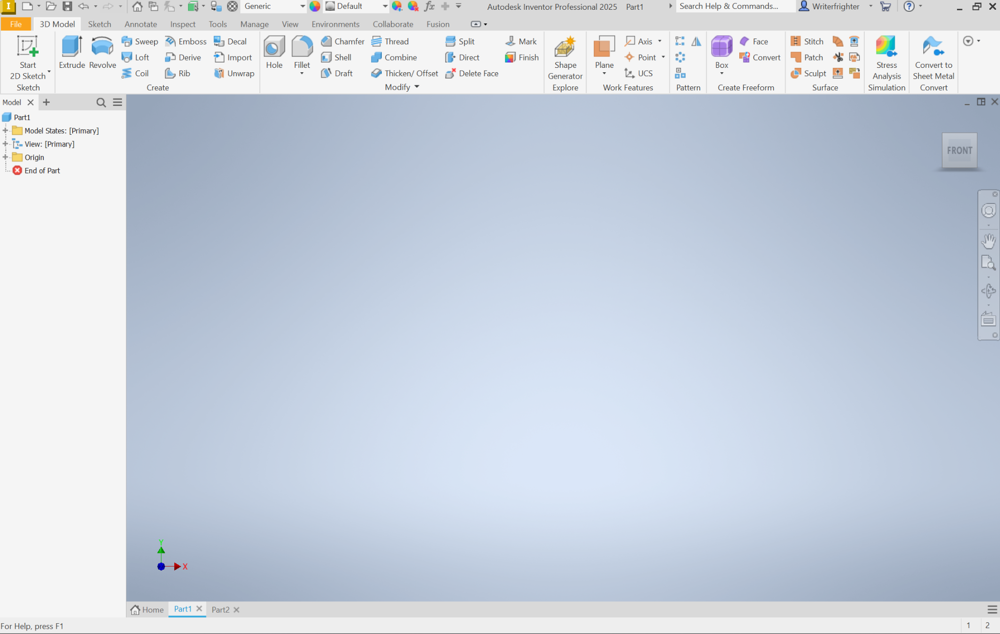 I Generic Default fx Autodesk Inventor Professional 2025 Part1 Search Help & Commands... Writerfrighter ?
File 3D Model Sketch Annotate Inspect Tools Manage View Environments Collaborate Fusion
Start
2D Sketch
Sketch
Extrude
Revolve
Sweep Emboss Decal
Loft Derive Import
Coil Rib Unwrap
Create
Hole
Fillet
Chamfer Thread Split Mark
Shell Combine Direct Finish
Draft Thicken/ Offset Delete Face
Modify
Shape
Generator
Explore
Plane
Axis
Point
UCS
Work Features
Pattern
Box
Face
Convert
Create Freeform
Stitch
Patch
Sculpt
Surface
Stress
Analysis
Simulation
Convert to
Sheet Metal
Convert
Model
Part1
Model States: [Primary]
View: [Primary]
Origin
End of Part
FRONT
Y
X
Home Part1 Part2
For Help, press F1
1 2